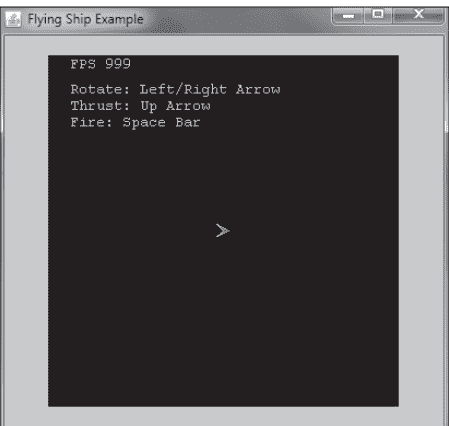 Flying Ship Example
FPS 999
Rotate: Left/Right Arrow
Thrust: Up Arrow
Fire: Space Bar